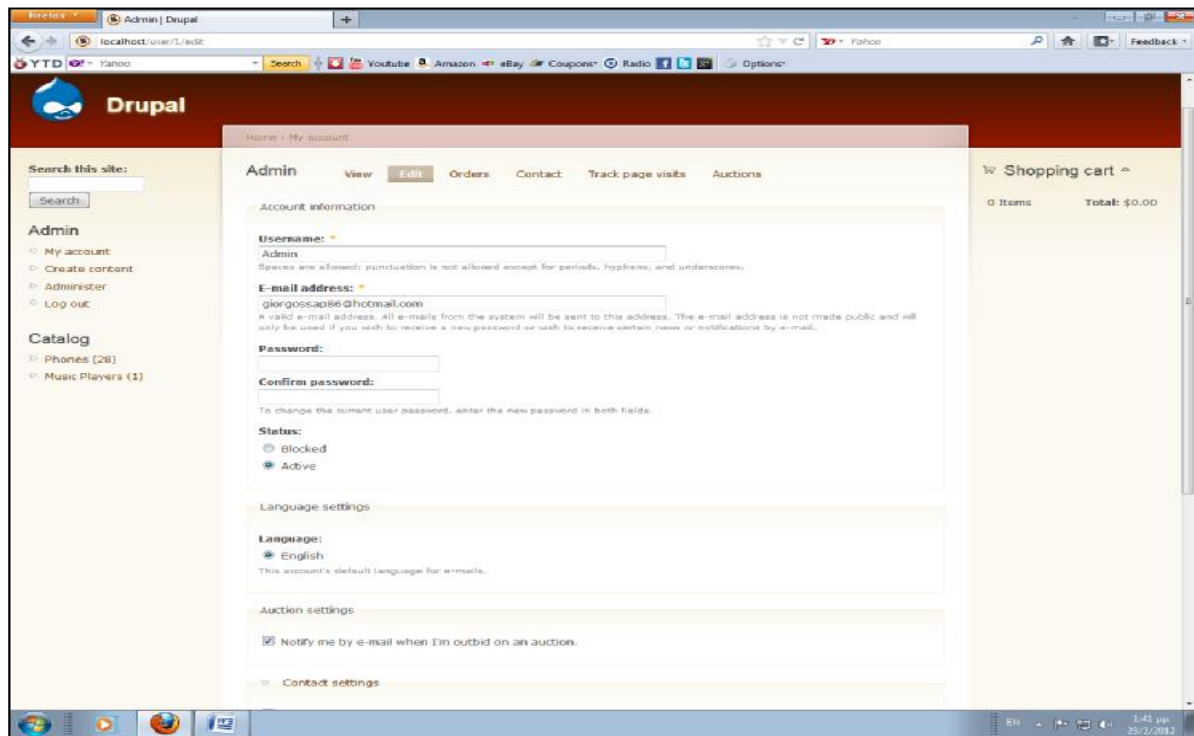 Firefox
Admin | Drupal
localhost/user/1/edit
Yahoo
Feedback
YTD
Yahoo
Search
Youtube
Amazon
eBay
Coupons
Radio
Options
Drupal
Home › My account
Search this site:
Search
Admin
My account
Create content
Administer
Log out
Catalog
Phones (28)
Music Players (1)
Admin
View
Edit
Orders
Contact
Track page visits
Auctions
Account information
Username: *
Admin
Spaces are allowed; punctuation is not allowed except for periods, hyphens, and underscores.
E-mail address: *
giorgossap86@hotmail.com
A valid e-mail address. All e-mails from the system will be sent to this address. The e-mail address is not made public and will
only be used if you wish to receive a new password or wish to receive certain news or notifications by e-mail.
Password:
Confirm password:
To change the current user password, enter the new password in both fields.
Status:
Blocked
Active
Language settings
Language:
English
This account's default language for e-mails.
Auction settings
Notify me by e-mail when I'm outbid on an auction.
Contact settings
Shopping cart
0 Items
Total: $0.00
EN
1:41 μμ
23/2/2012